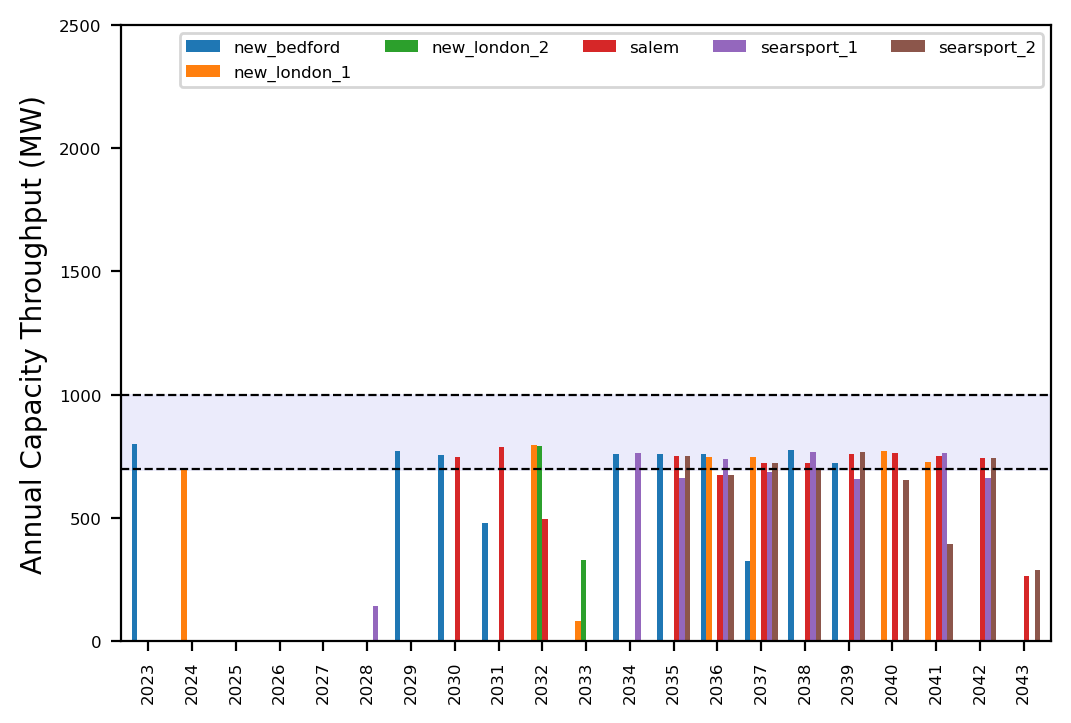 Annual Capacity Throughput (MW)
2500
2000
1500
1000
500
0
new_bedford new_london_2 salem searsport_1 searsport_2
new_london_1
2023 2024 2025 2026 2027 2028 2029 2030 2031 2032 2033 2034 2035 2036 2037 2038 2039 2040 2041 2042 2043